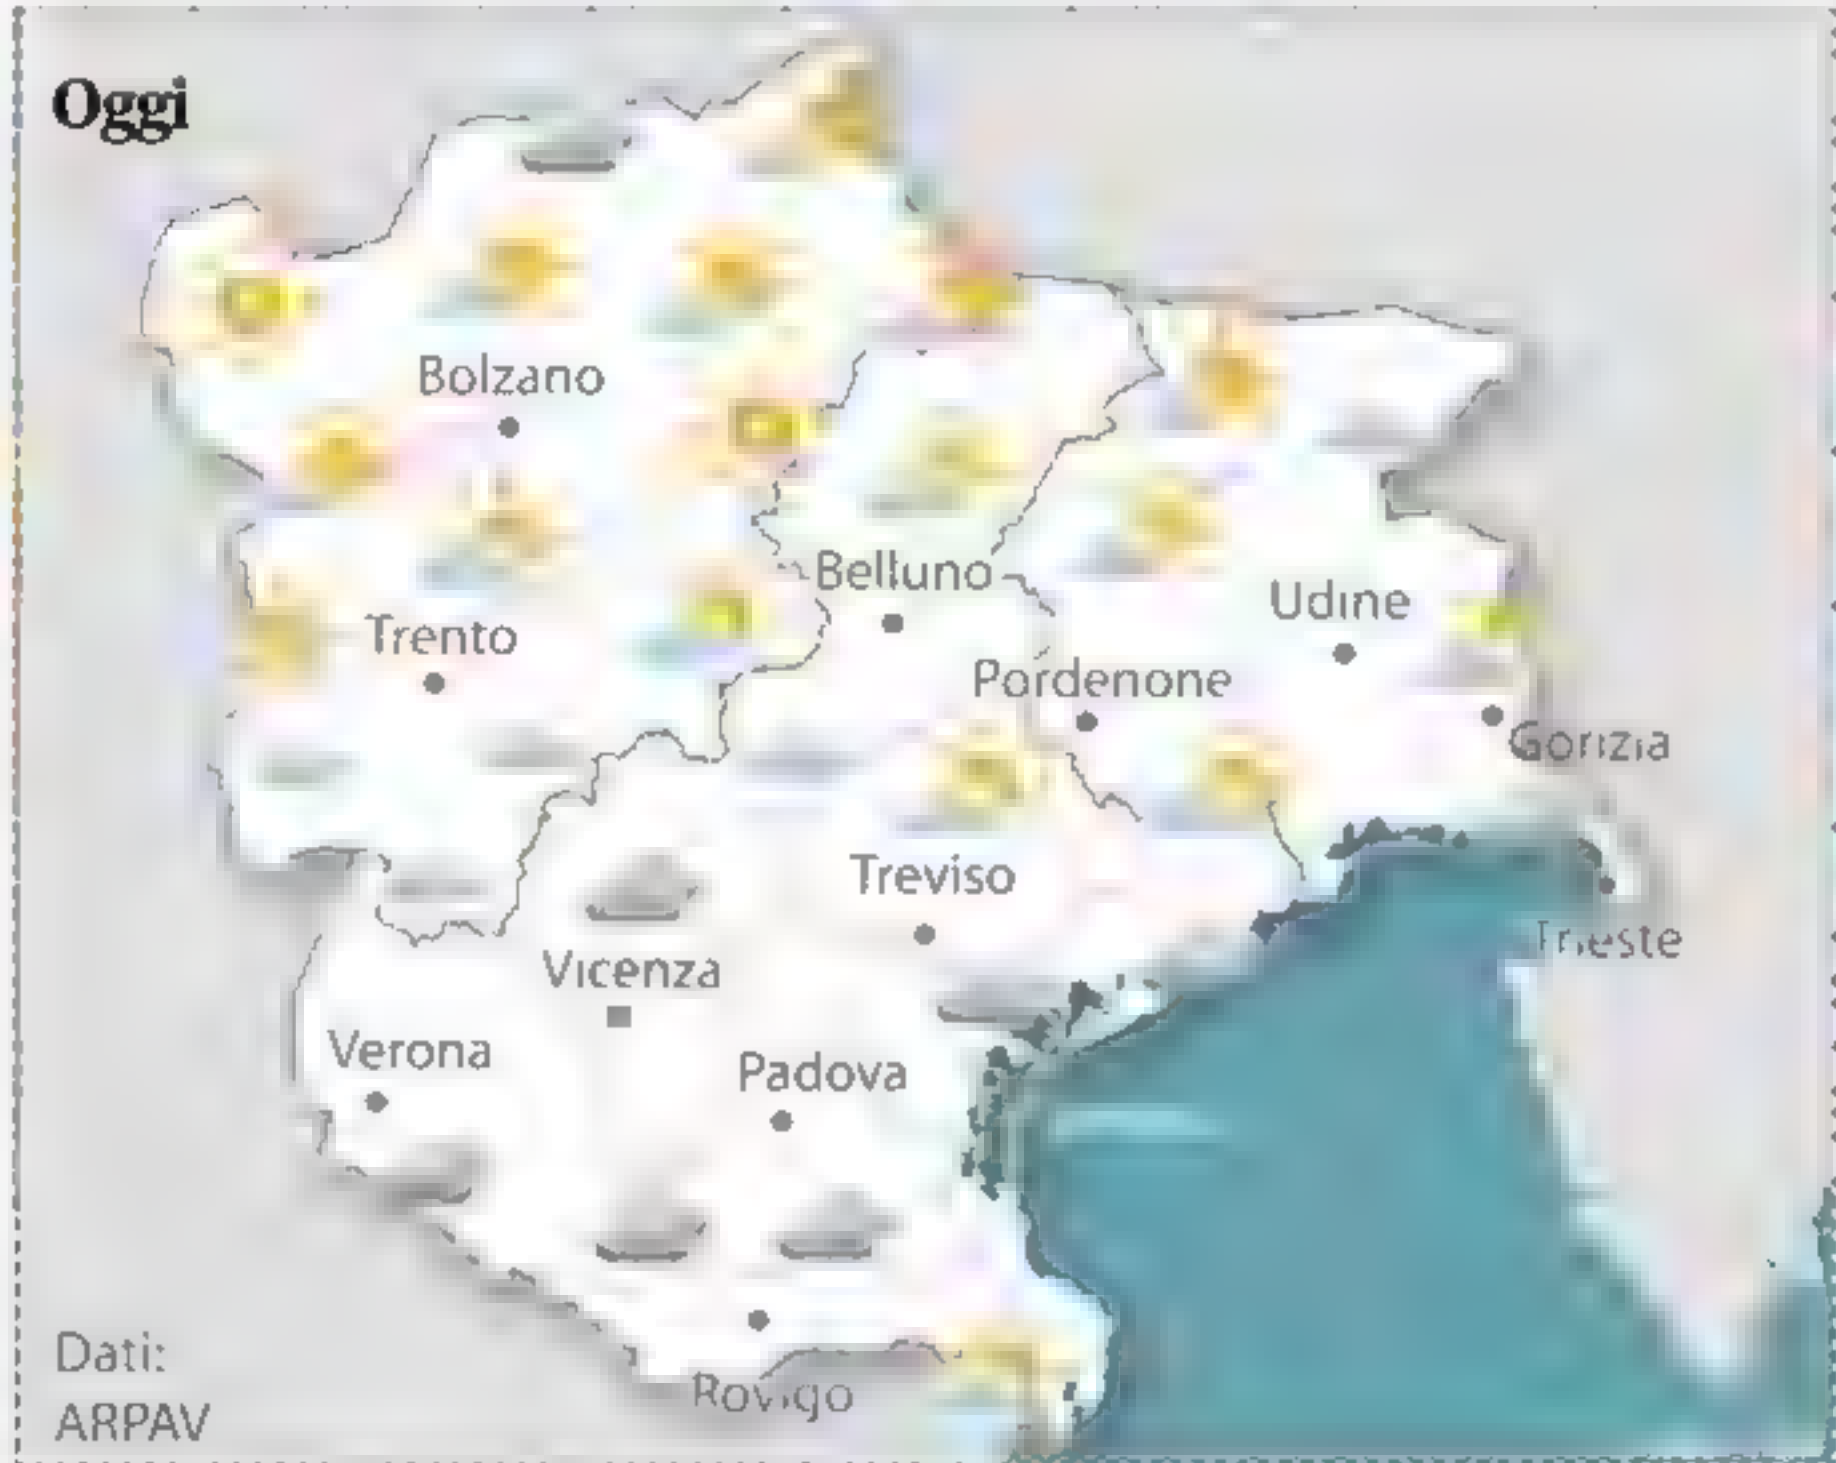 Oggi
Bolzano
Belluno
Udine
Trento
Pordenone
Gorizia
Treviso
Trieste
Vicenza
Verona
Padova
Rovigo
Dati:
ARPAV